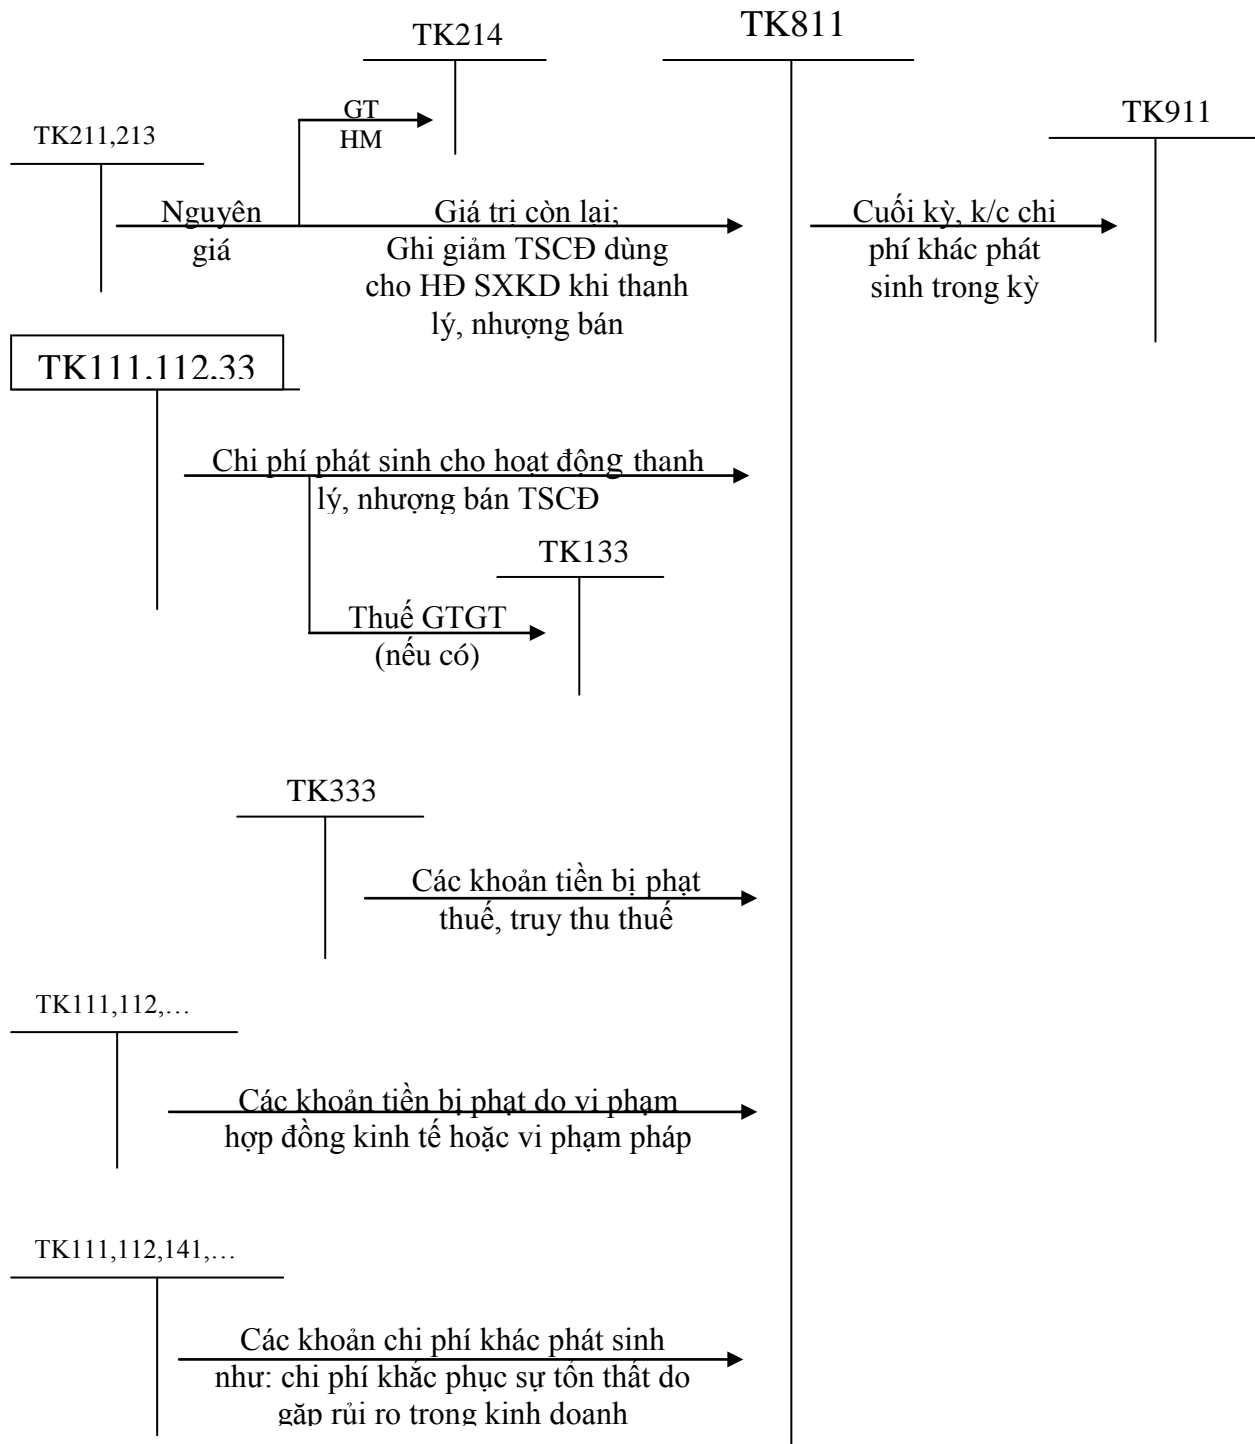 TK811
TK214
TK911
GT
HM
TK211,213
Nguyên
giá
Giá trị còn lại;
Ghi giảm TSCĐ dùng
cho HĐ SXKD khi thanh
lý, nhượng bán
Cuối kỳ, k/c chi
phí khác phát
sinh trong kỳ
TK111,112,33
Chi phí phát sinh cho hoạt động thanh
lý, nhượng bán TSCĐ
TK133
Thuế GTGT
(nếu có)
TK333
Các khoản tiền bị phạt
thuế, truy thu thuế
TK111,112,…
Các khoản tiền bị phạt do vi phạm
hợp đồng kinh tế hoặc vi phạm pháp
TK111,112,141,…
Các khoản chi phí khác phát sinh
như: chi phí khắc phục sự tổn thất do
gặp rủi ro trong kinh doanh